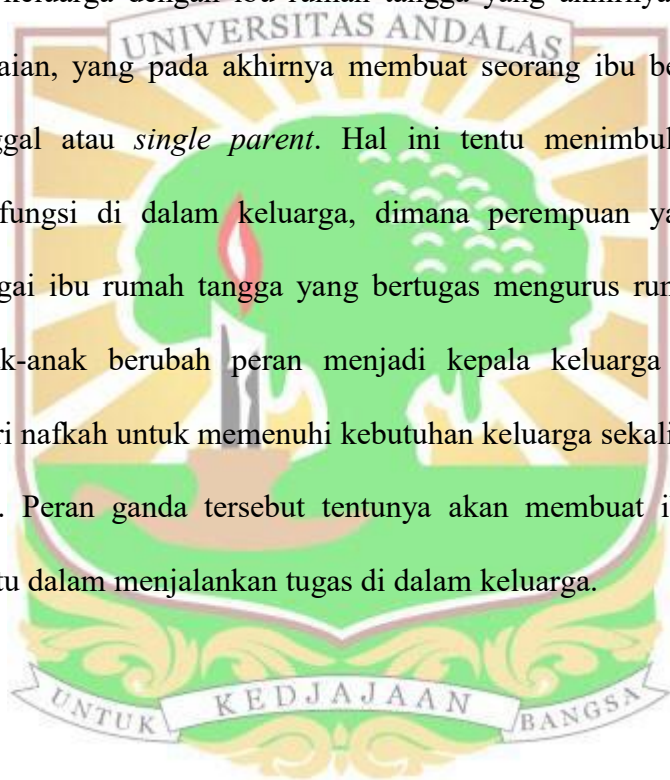 keluarga dengan ibu rumah tangga yang akhirnya
UNIVERSITAS ANDALAS
aian, yang pada akhirnya membuat seorang ibu be
ggal atau single parent. Hal ini tentu menimbul
fungsi di dalam keluarga, dimana perempuan ya
gai ibu rumah tangga yang bertugas mengurus rum
k-anak berubah peran menjadi kepala keluarga
ri nafkah untuk memenuhi kebutuhan keluarga sekali
. Peran ganda tersebut tentunya akan membuat i
tu dalam menjalankan tugas di dalam keluarga.
UNTUK KEDJAJAAN BANGSA